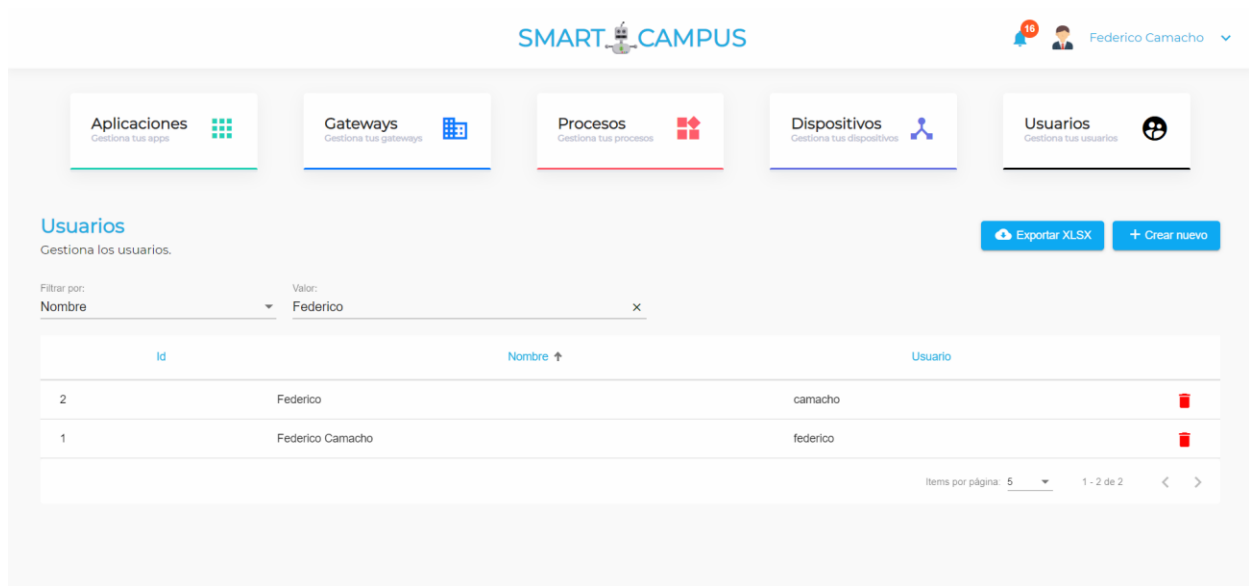 SMART CAMPUS
16
Federico Camacho
Aplicaciones
Gestiona tus apps
Gateways
Gestiona tus gateways
Procesos
Gestiona tus procesos
Dispositivos
Gestiona tus dispositivos
Usuarios
Gestiona tus usuarios
Usuarios
Gestiona los usuarios.
Exportar XLSX
+ Crear nuevo
Filtrar por:
Nombre
Valor:
Federico
Id Nombre Usuario
2 Federico camacho
1 Federico Camacho federico
Items por página: 5 1 - 2 de 2